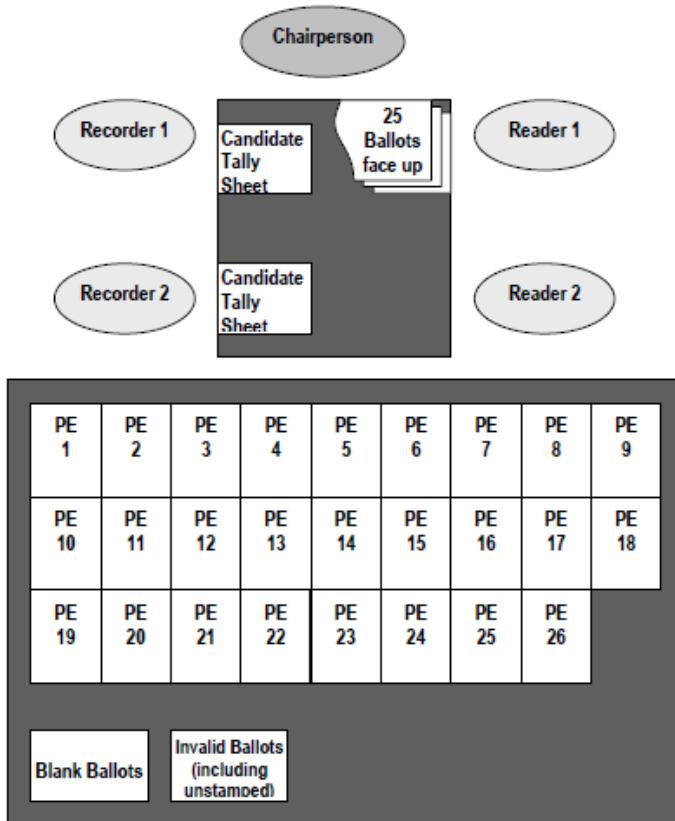 Chairperson
Recorder 1
Candidate
Tally
Sheet
25
Ballots
face up
Reader 1
Recorder 2
Candidate
Tally
Sheet
Reader 2
PE
1
PE
2
PE
3
PE
4
PE
5
PE
6
PE
7
PE
8
PE
9
PE
10
PE
11
PE
12
PE
13
PE
14
PE
15
PE
16
PE
17
PE
18
PE
19
PE
20
PE
21
PE
22
PE
23
PE
24
PE
25
PE
26
Blank Ballots
Invalid Ballots
(including
unstamped)